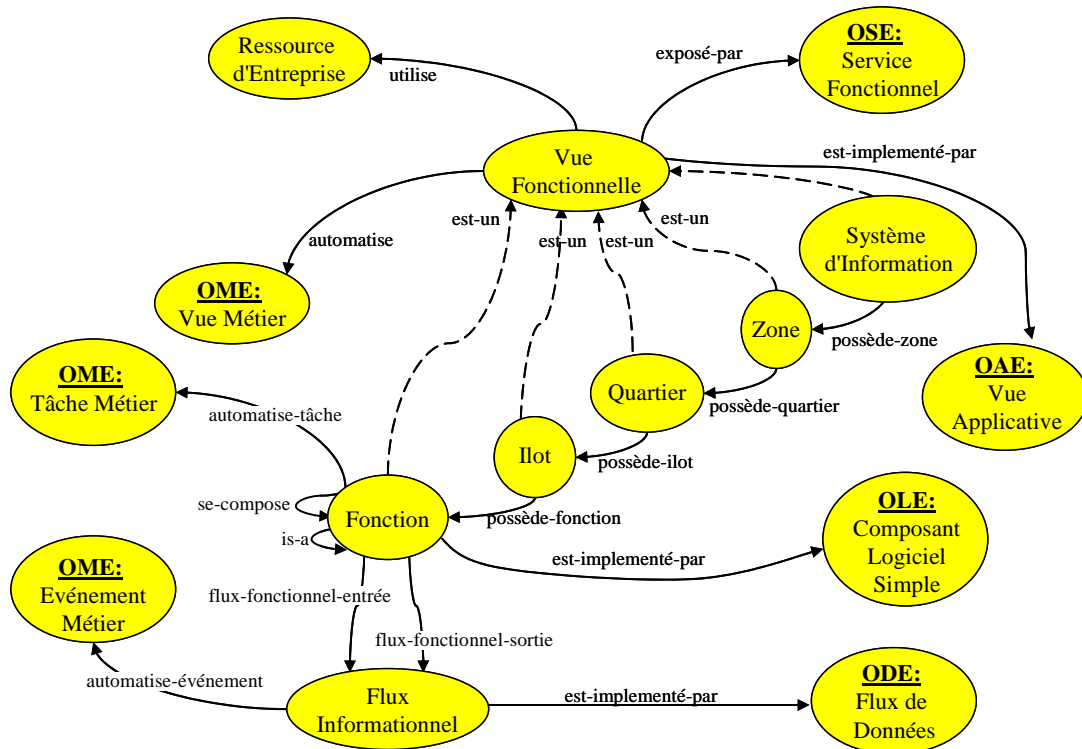 Ressource
d'Entreprise
utilise
exposé-par
OSE:
Service
Fonctionnel
Vue
Fonctionnelle
est-implementé-par
automatise
est-un
est-un
est-un
est-un
Système
d'Information
OME:
Vue Métier
Zone
possède-zone
OME:
Tâche Métier
automatise-tâche
Quartier
possède-quartier
OAE:
Vue
Applicative
Ilot
possède-ilot
se-compose
Fonction
possède-fonction
is-a
OLE:
Composant
Logiciel
Simple
est-implementé-par
OME:
Evénement
Métier
flux-fonctionnel-entrée
flux-fonctionnel-sortie
automatise-événement
Flux
Informationnel
est-implementé-par
ODE:
Flux de
Données